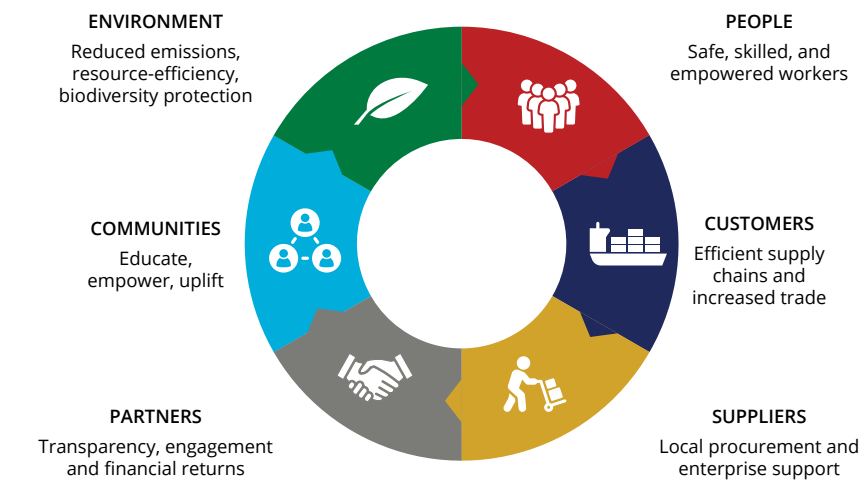 ENVIRONMENT
Reduced emissions,
resource-efficiency,
biodiversity protection
PEOPLE
Safe, skilled, and
empowered workers
COMMUNITIES
Educate,
empower, uplift
CUSTOMERS
Efficient supply
chains and
increased trade
PARTNERS
Transparency, engagement
and financial returns
SUPPLIERS
Local procurement and
enterprise support